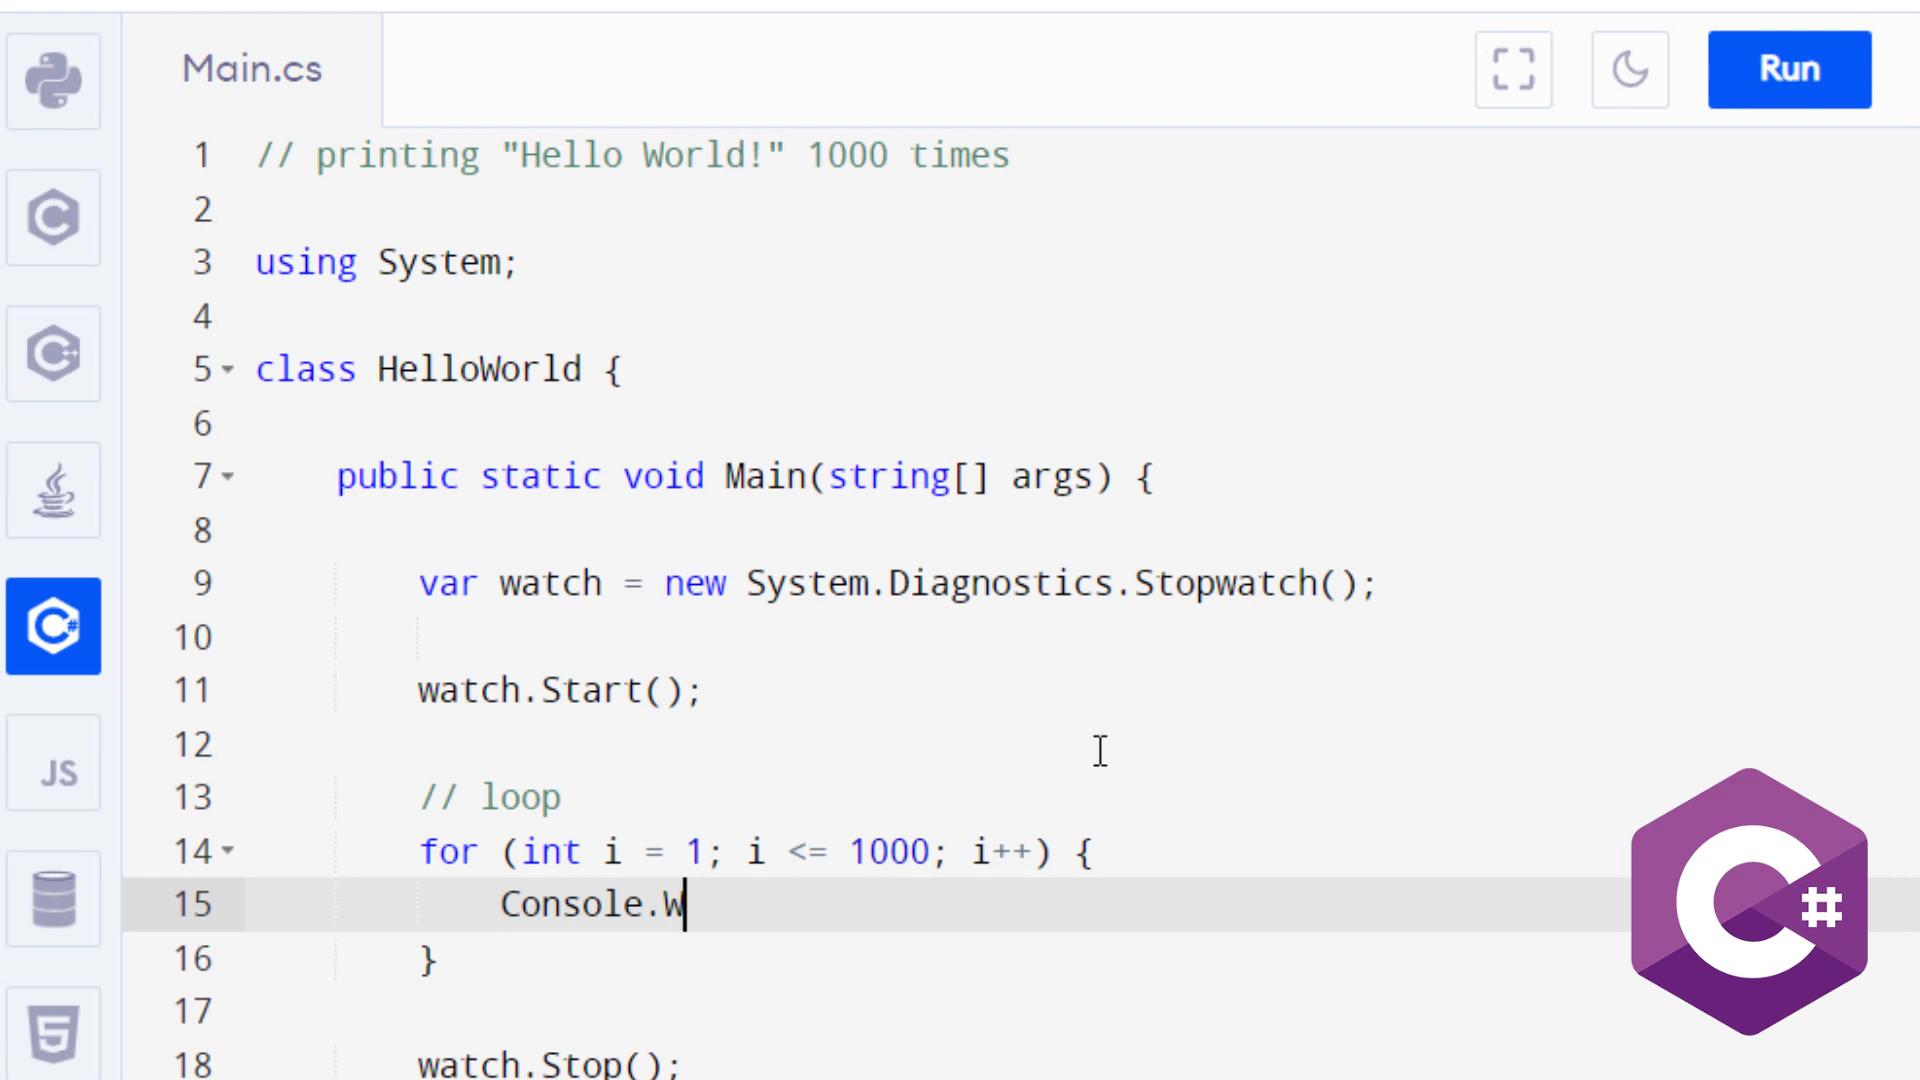 Main.cs
Run
1 // printing "Hello World!" 1000 times
2
3 using System;
4
5 class HelloWorld {
6
7 public static void Main(string[] args) {
8
9 var watch = new System.Diagnostics.Stopwatch();
10
11 watch.Start();
12
13 // loop
14 for (int i = 1; i <= 1000; i++) {
15 Console.W
16 }
17
18 watch.Stop();
C
C++
C#
JS
5
C#